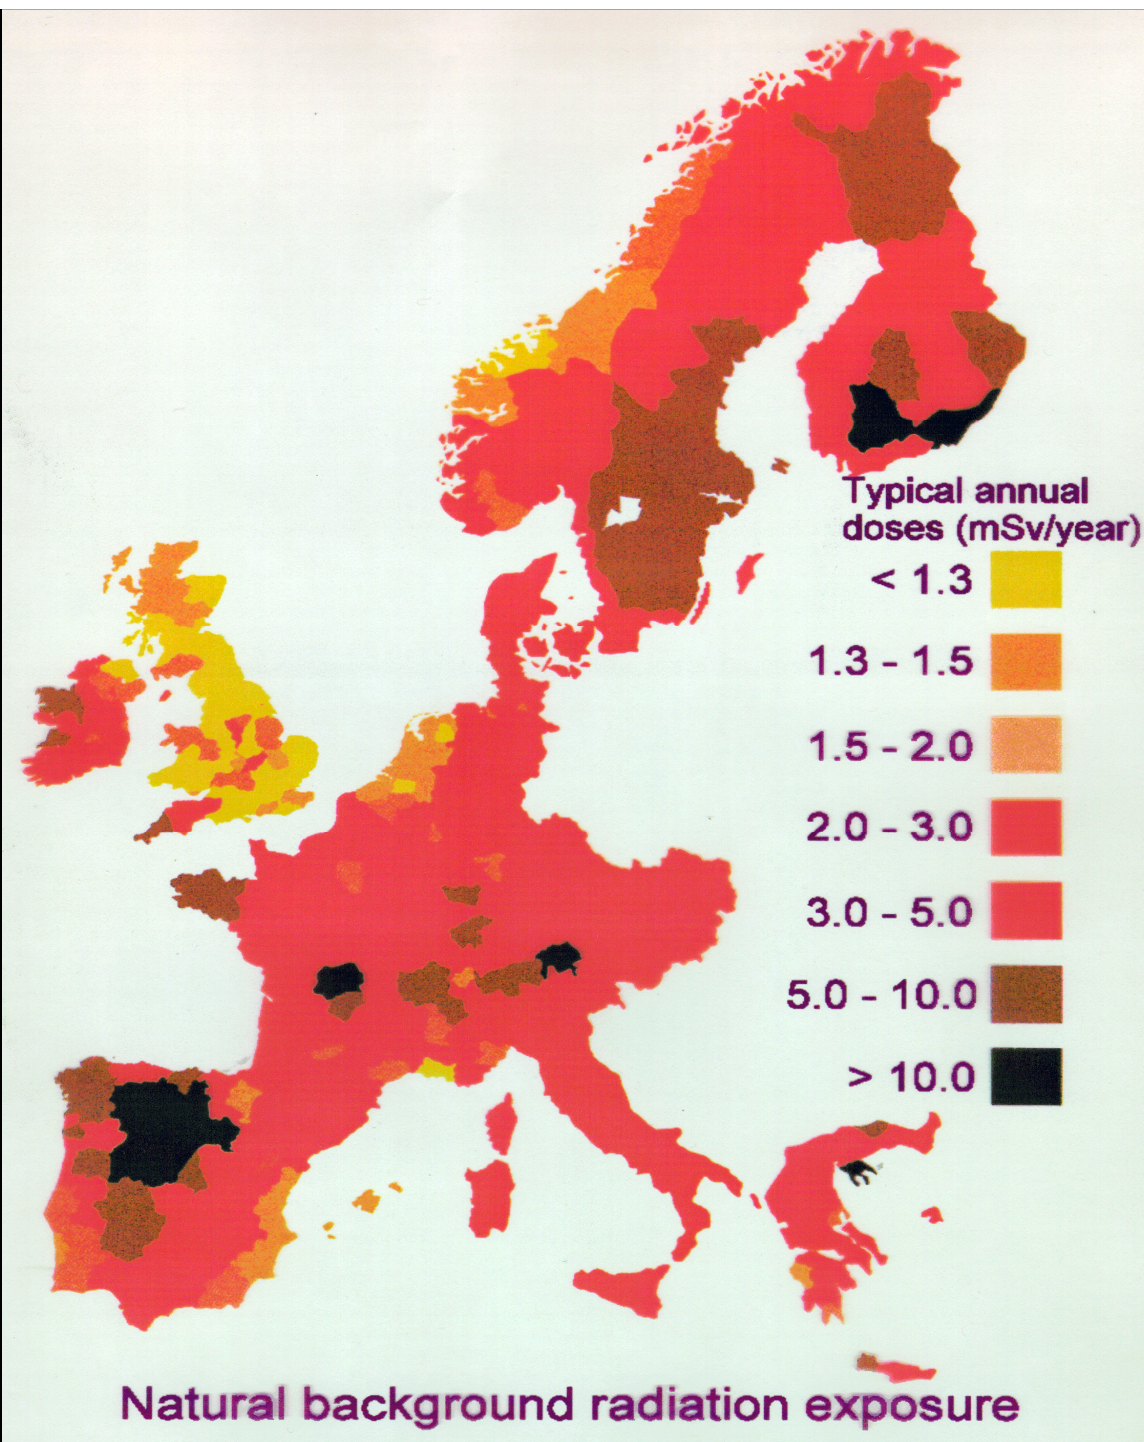 Typical annual
doses (mSv/year)
< 1.3
1.3 - 1.5
1.5 - 2.0
2.0 - 3.0
3.0 - 5.0
5.0 - 10.0
> 10.0
Natural background radiation exposure